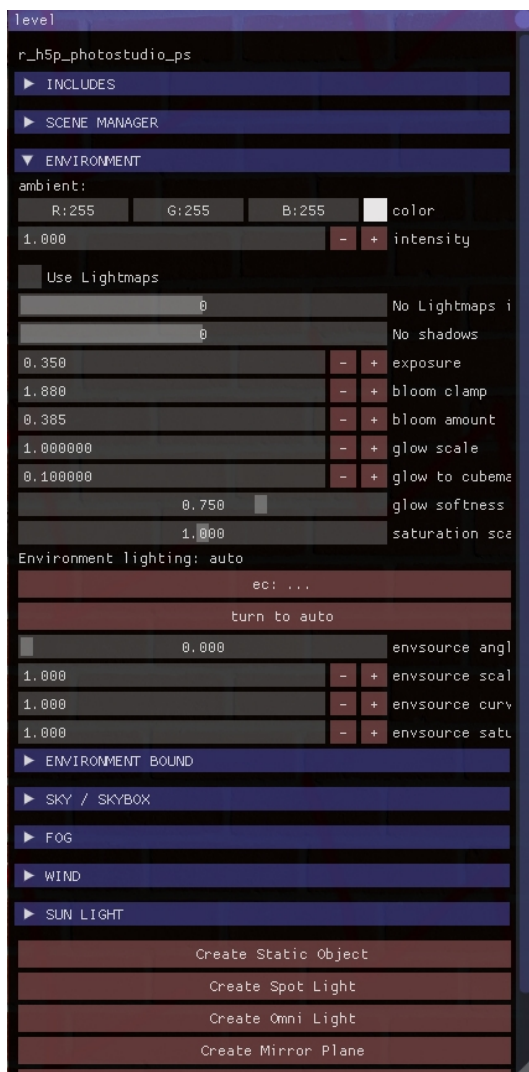 level
r_h5p_photostudio_ps
INCLUDES
SCENE MANAGER
ENVIRONMENT
ambient:
R:255 G:255 B:255 color
1.000 - + intensity
Use Lightmaps
0 No Lightmaps i
0 No shadows
0.350 - + exposure
1.880 - + bloom clamp
0.385 - + bloom amount
1.000000 - + glow scale
0.100000 - + glow to cubema
0.750 glow softness
1.000 saturation sca
Environment lighting: auto
ec: ...
turn to auto
0.000 envsource angl
1.000 - + envsource scal
1.000 - + envsource curv
1.000 - + envsource satu
ENVIRONMENT BOUND
SKY / SKYBOX
FOG
WIND
SUN LIGHT
Create Static Object
Create Spot Light
Create Omni Light
Create Mirror Plane